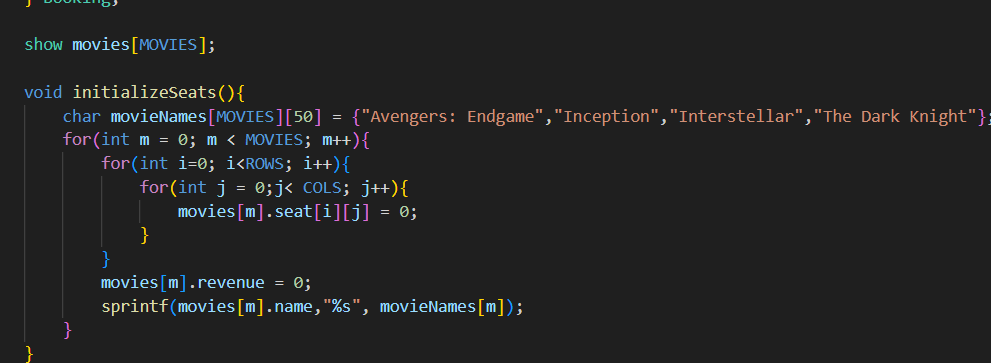 } Booking;
show movies[MOVIES];
void initializeSeats(){
    char movieNames[MOVIES][50] = {"Avengers: Endgame","Inception","Interstellar","The Dark Knight"};
    for(int m = 0; m < MOVIES; m++){
        for(int i=0; i<ROWS; i++){
            for(int j = 0;j< COLS; j++){
                movies[m].seat[i][j] = 0;
            }
        }
        movies[m].revenue = 0;
        sprintf(movies[m].name,"%s", movieNames[m]);
    }
}